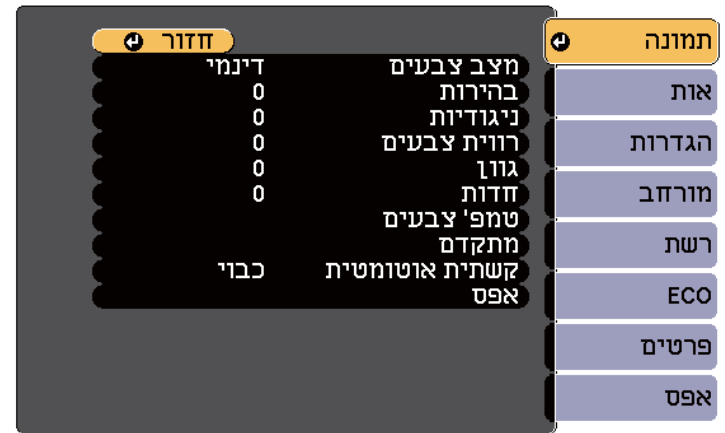 תמונה
אות
הגדרות
מורחב
רשת
ECO
פרטים
אפס
חזור
מצב צבעים דינמי
בהירות 0
ניגודיות 0
רווית צבעים 0
גוון 0
חדות 0
טמפ' צבעים
מתקדם
קשתית אוטומטית כבוי
אפס